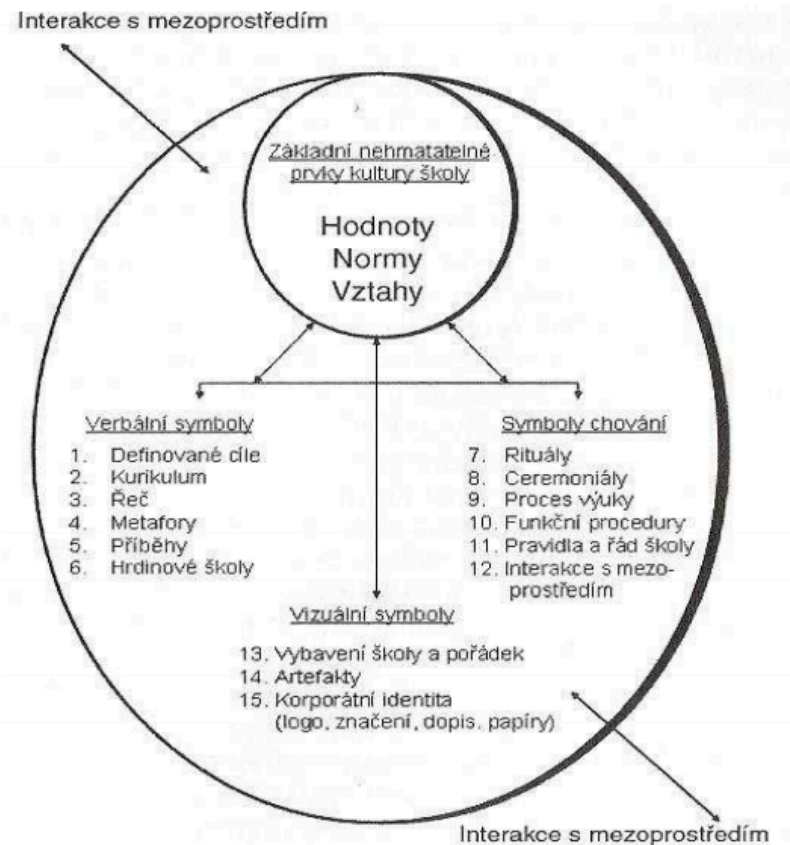 Interakce s mezoprostředím
Základní nehmatatelné
prvky kultury školy
Hodnoty
Normy
Vztahy
Verbální symboly
1. Definované cíle
2. Kurikulum
3. Řeč
4. Metafory
5. Příběhy
6. Hrdinové školy
Symboly chování
7. Rituály
8. Ceremoniály
9. Proces výuky
10. Funkční procedury
11. Pravidla a řád školy
12. Interakce s mezo-
prostředím
Vizuální symboly
13. Vybavení školy a pořádek
14. Artefakty
15. Korporátní identita
(logo, značení, dopis. papíry)
Interakce s mezoprostředím